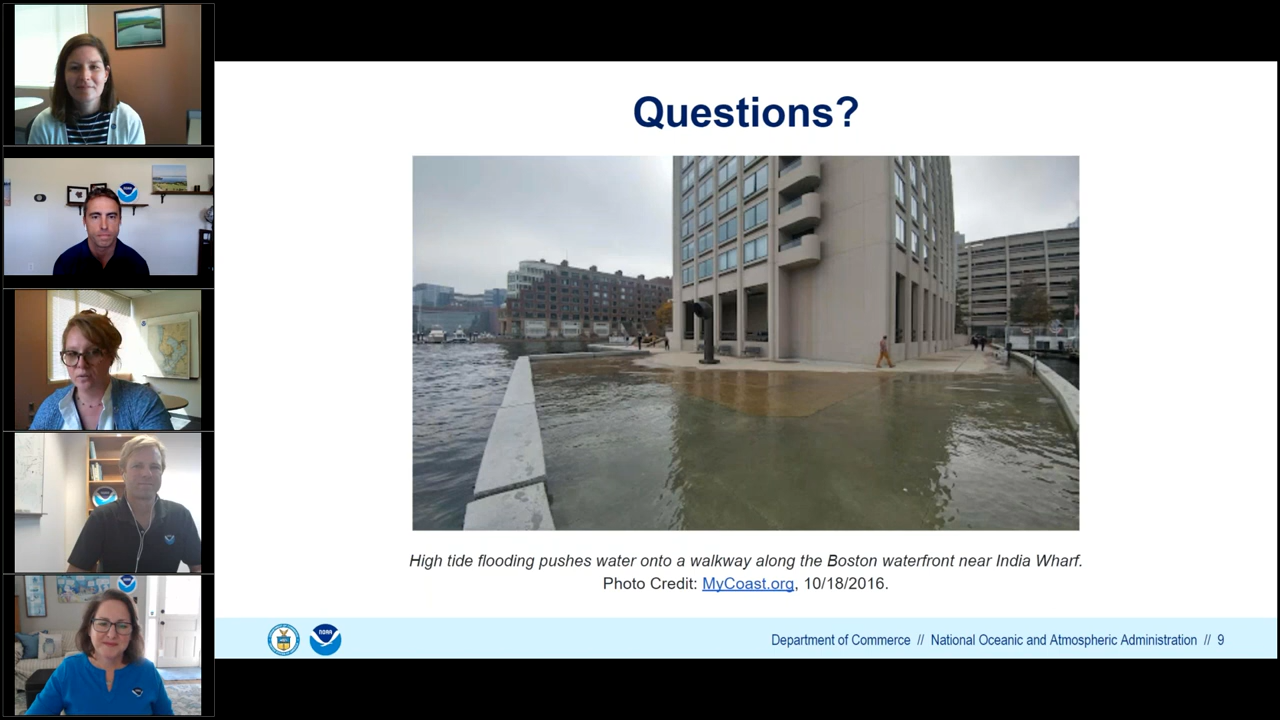 Questions?
High tide flooding pushes water onto a walkway along the Boston waterfront near India Wharf.
Photo Credit: MyCoast.org, 10/18/2016.
NOAA
Department of Commerce // National Oceanic and Atmospheric Administration // 9